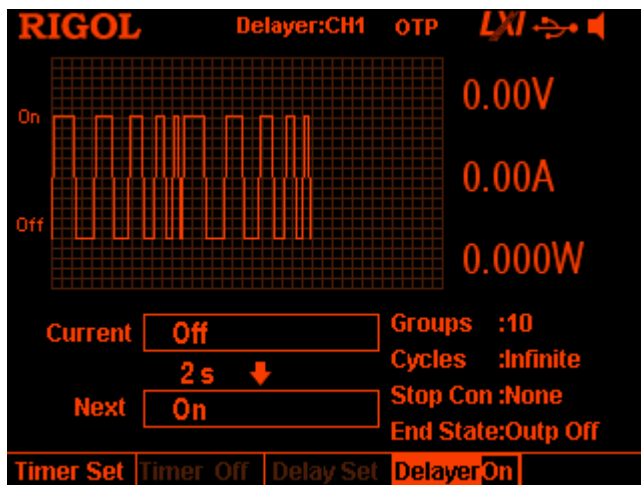 RIGOL Delayer:CH1 OTP LXI
On
Off
0.00V
0.00A
0.000W
Current Off
2 s
Next On
Groups :10
Cycles :Infinite
Stop Con :None
End State:Outp Off
Timer Set Timer Off Delay Set Delayer On